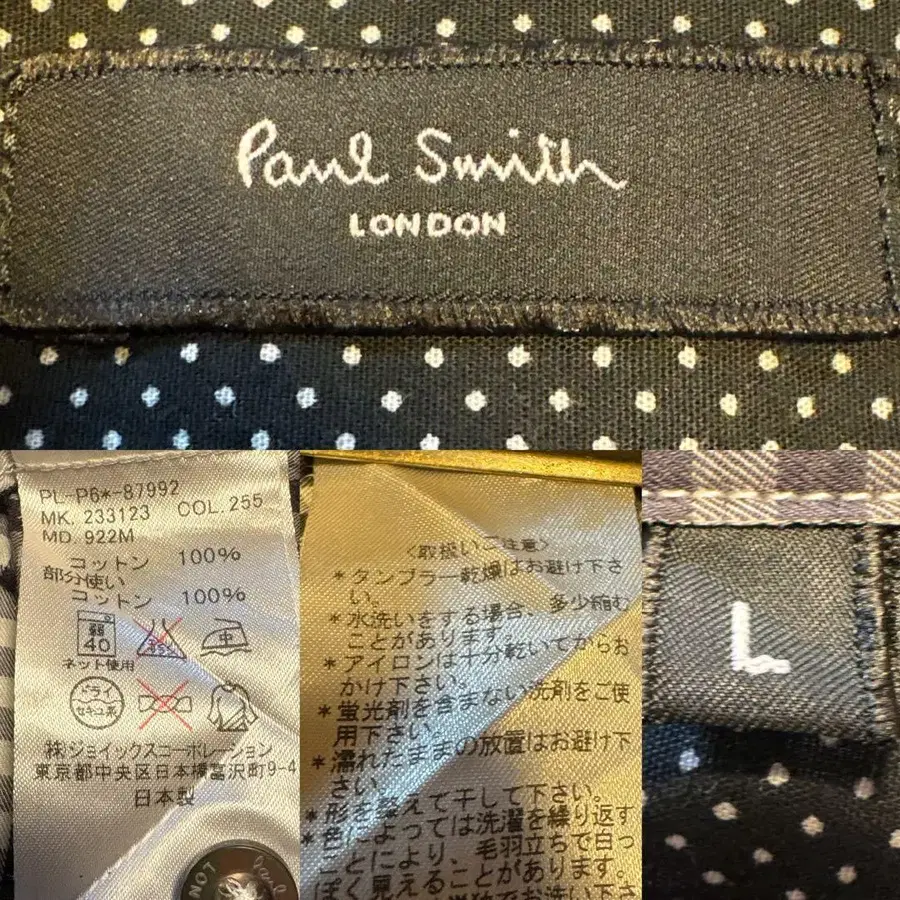 Paul Smith
LONDON
PL-P6*-87992
MK. 233123 COL. 255
MD. 922M
コットン 100%
部分使い
コットン 100%
弱
40
中
ネット使用
ドライ
セキユ系
㈱ジョイックスコーポレーション
東京都中央区日本橋富沢町9-4
日本製
Paul
<取扱いご注意>
*タンブラー乾燥はお避け下さ
い。
*水洗いをする場合、多少縮む
ことがあります。
*アイロンは十分乾いてからお
かけ下さい。
*蛍光剤を含まない洗剤をご使
用下さい。
*濡れたままの放置はお避け下
さい。
*形を整えて干して下さい。
*色によっては洗濯を繰り返す
ことにより、毛羽立ちで白っ
ぽく見えることがあります。
L